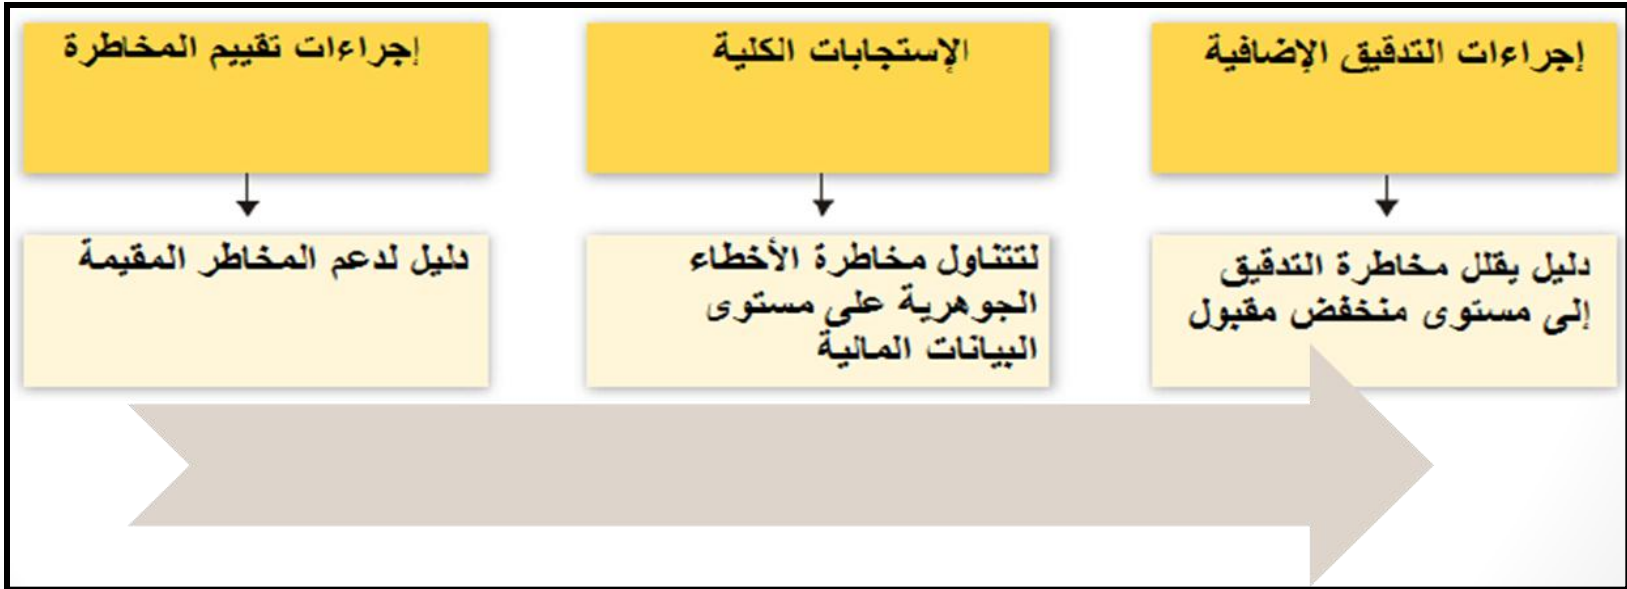 إجراءات تقييم المخاطرة
دليل لدعم المخاطر المقيمة
الإستجابات الكلية
لتتناول مخاطرة الأخطاء
الجوهرية على مستوى
البيانات المالية
إجراءات التدقيق الإضافية
دليل يقلل مخاطرة التدقيق
إلى مستوى منخفض مقبول